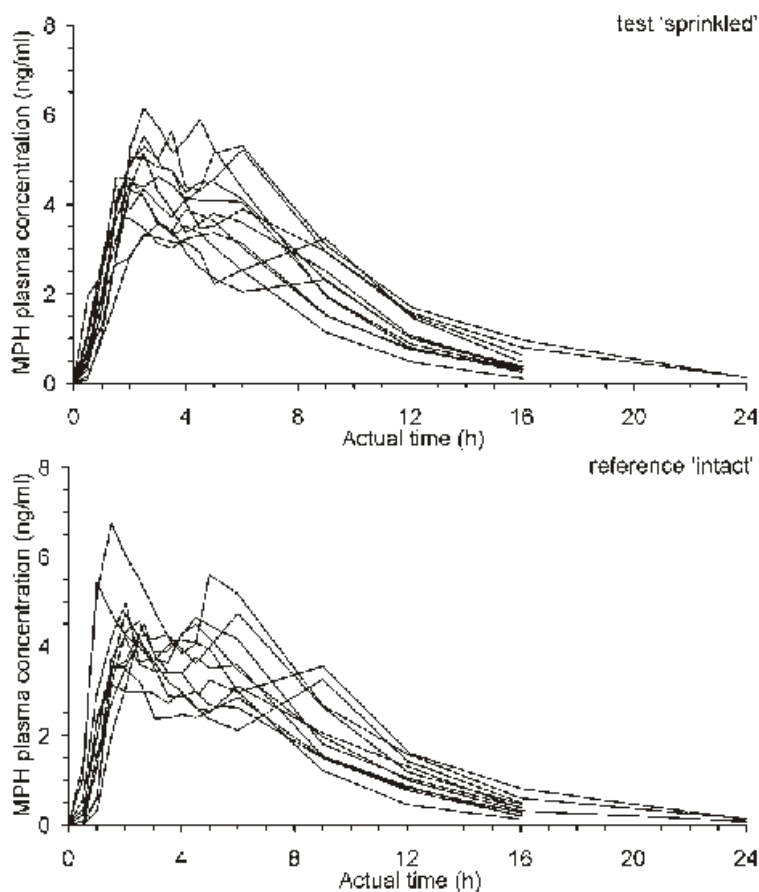 test 'sprinkled'
8
6
4
2
0
MPH plasma concentration (ng/ml)
0 4 8 12 16 20 24
Actual time (h)
reference 'intact'
8
6
4
2
0
MPH plasma concentration (ng/ml)
0 4 8 12 16 20 24
Actual time (h)